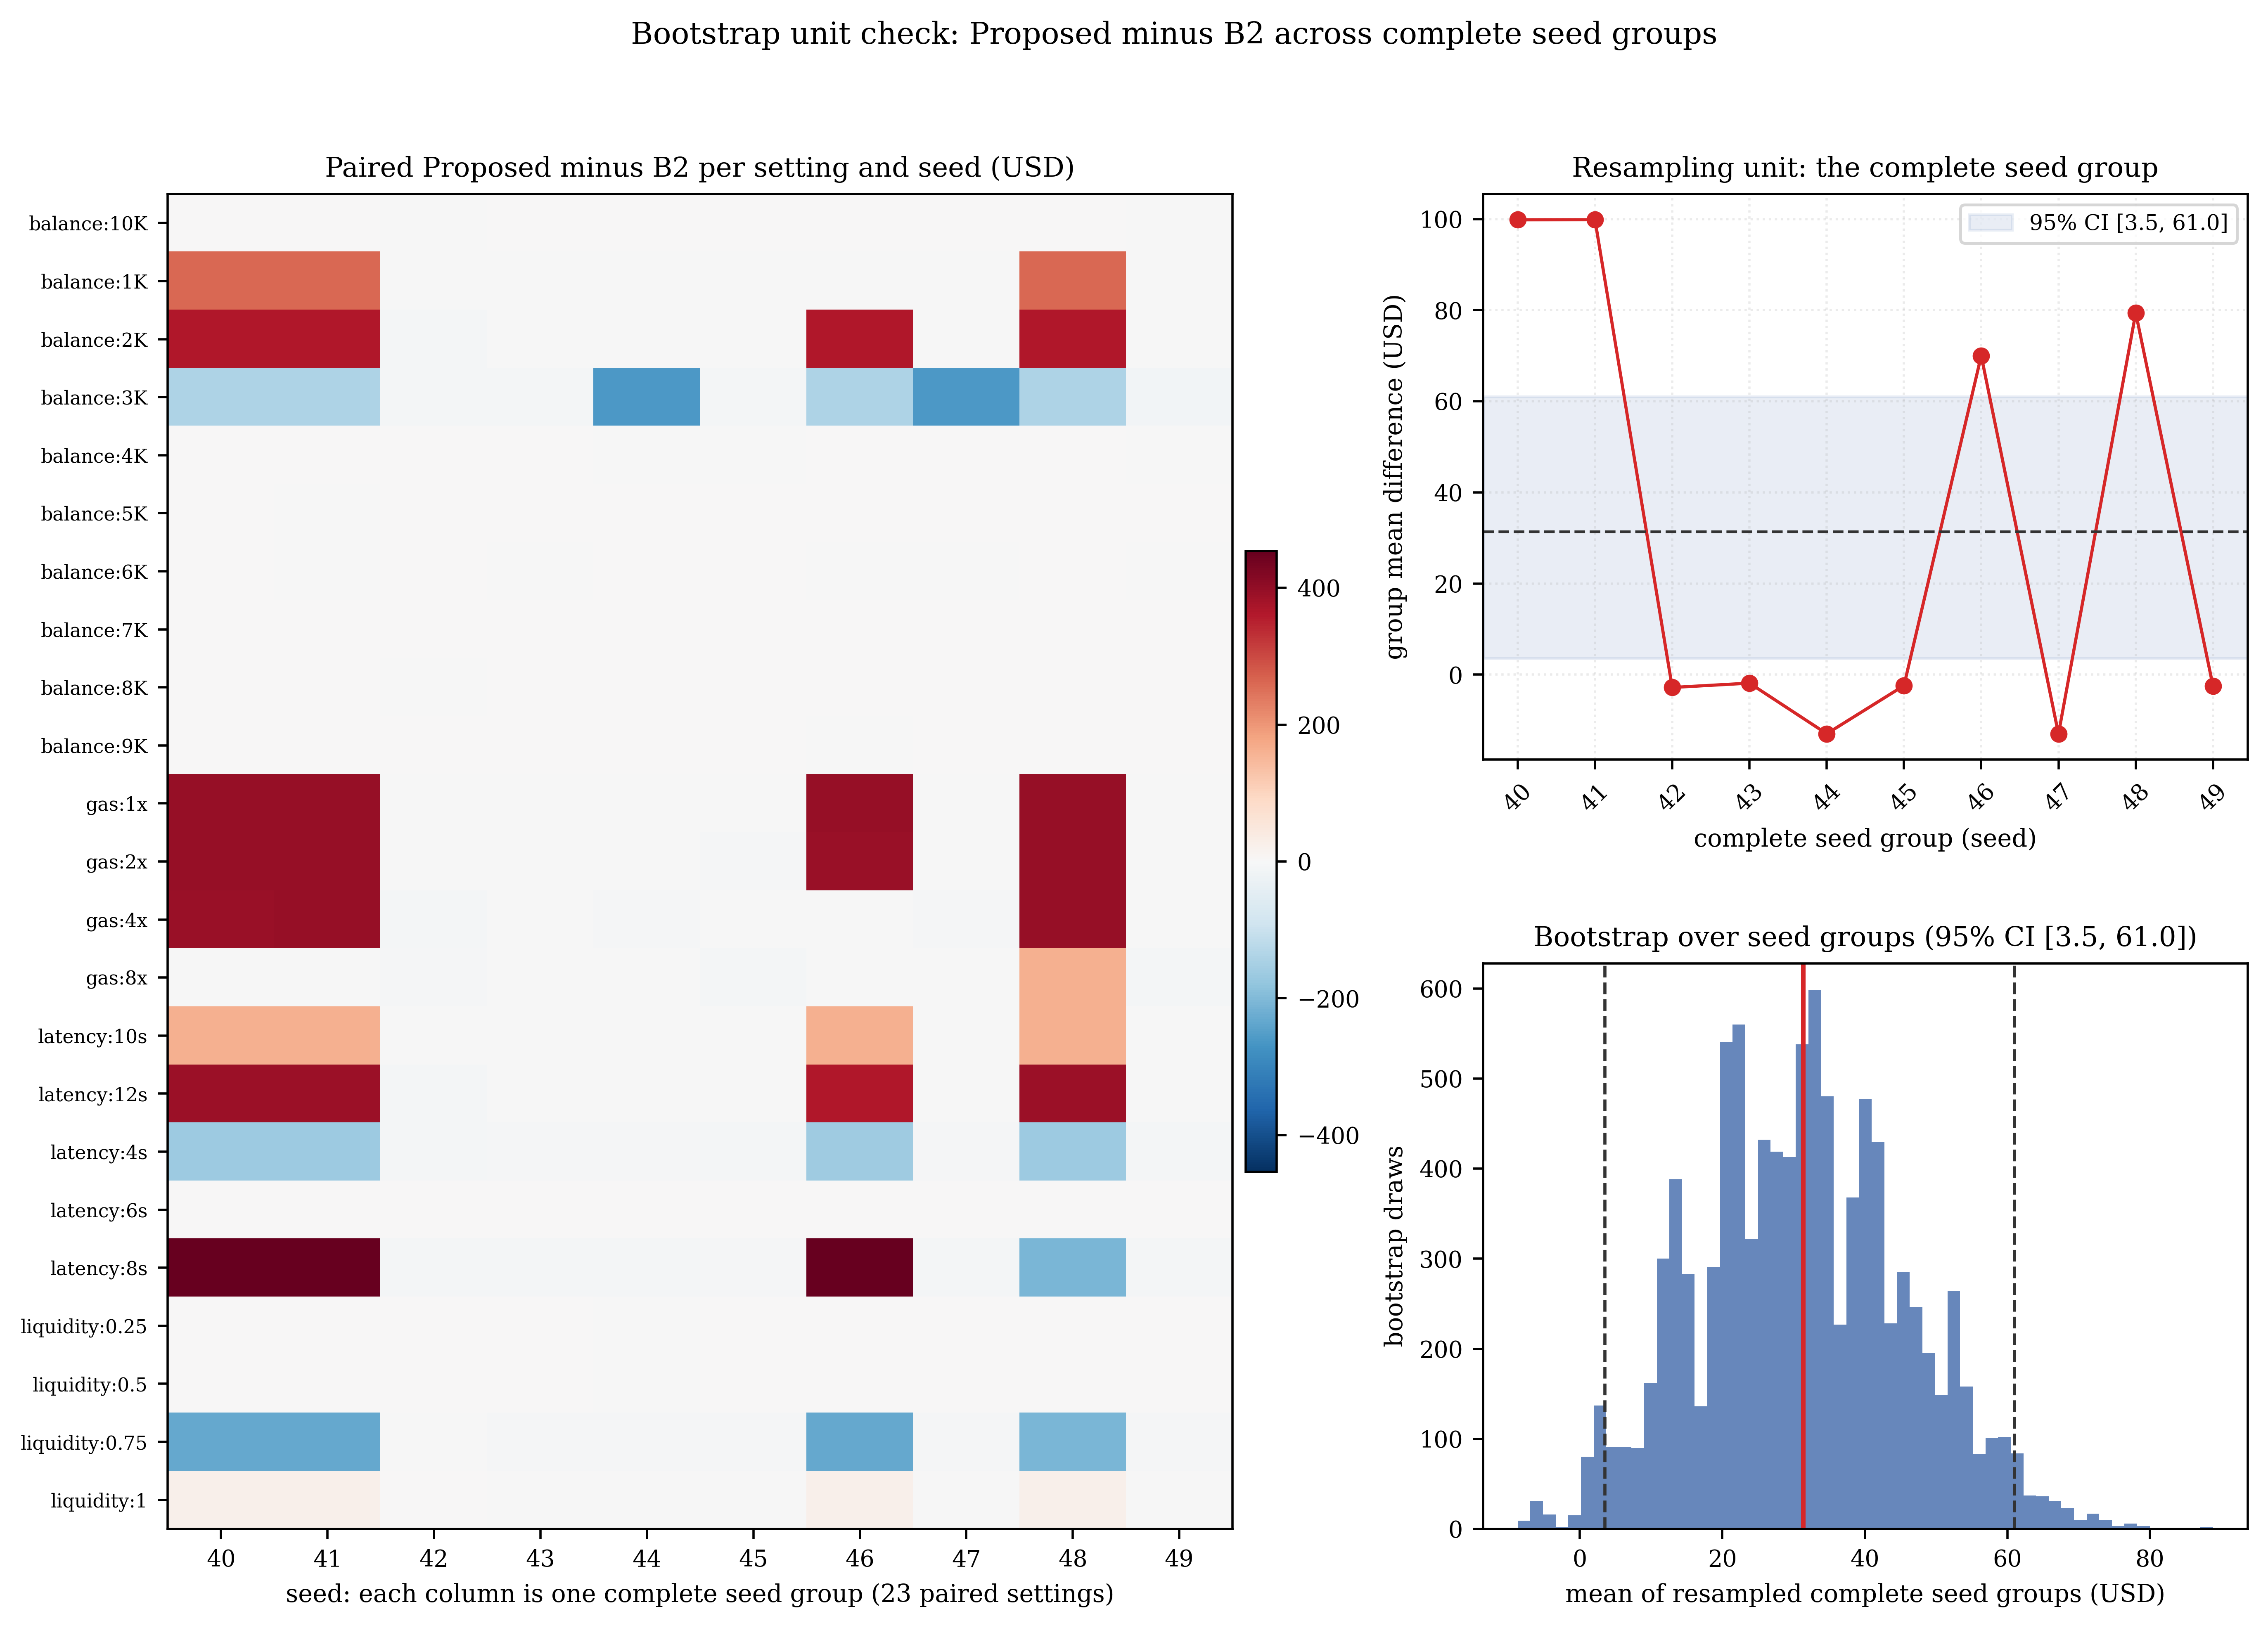 Bootstrap unit check: Proposed minus B2 across complete seed groups
Paired Proposed minus B2 per setting and seed (USD)
balance:10K
balance:1K
balance:2K
balance:3K
balance:4K
balance:5K
balance:6K
balance:7K
balance:8K
balance:9K
gas:1x
gas:2x
gas:4x
gas:8x
latency:10s
latency:12s
latency:4s
latency:6s
latency:8s
liquidity:0.25
liquidity:0.5
liquidity:0.75
liquidity:1
40 41 42 43 44 45 46 47 48 49
seed: each column is one complete seed group (23 paired settings)
400
200
0
−200
−400
Resampling unit: the complete seed group
95% CI [3.5, 61.0]
group mean difference (USD)
100
80
60
40
20
0
40 41 42 43 44 45 46 47 48 49
complete seed group (seed)
Bootstrap over seed groups (95% CI [3.5, 61.0])
bootstrap draws
600
500
400
300
200
100
0
0 20 40 60 80
mean of resampled complete seed groups (USD)